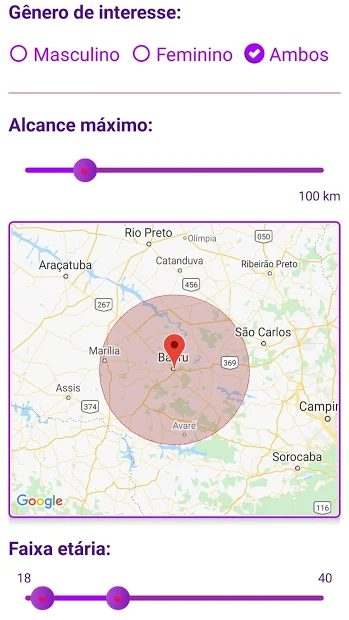 Gênero de interesse:
Masculino Feminino Ambos
Alcance máximo:
100 km
Rio Preto
Olímpia
050
Araçatuba
Catanduva
Ribeirão Preto
456
267
São Carlos
Marília
369
Assis
374
Campin
Avaré
Sorocaba
Google
116
Faixa etária:
18 40